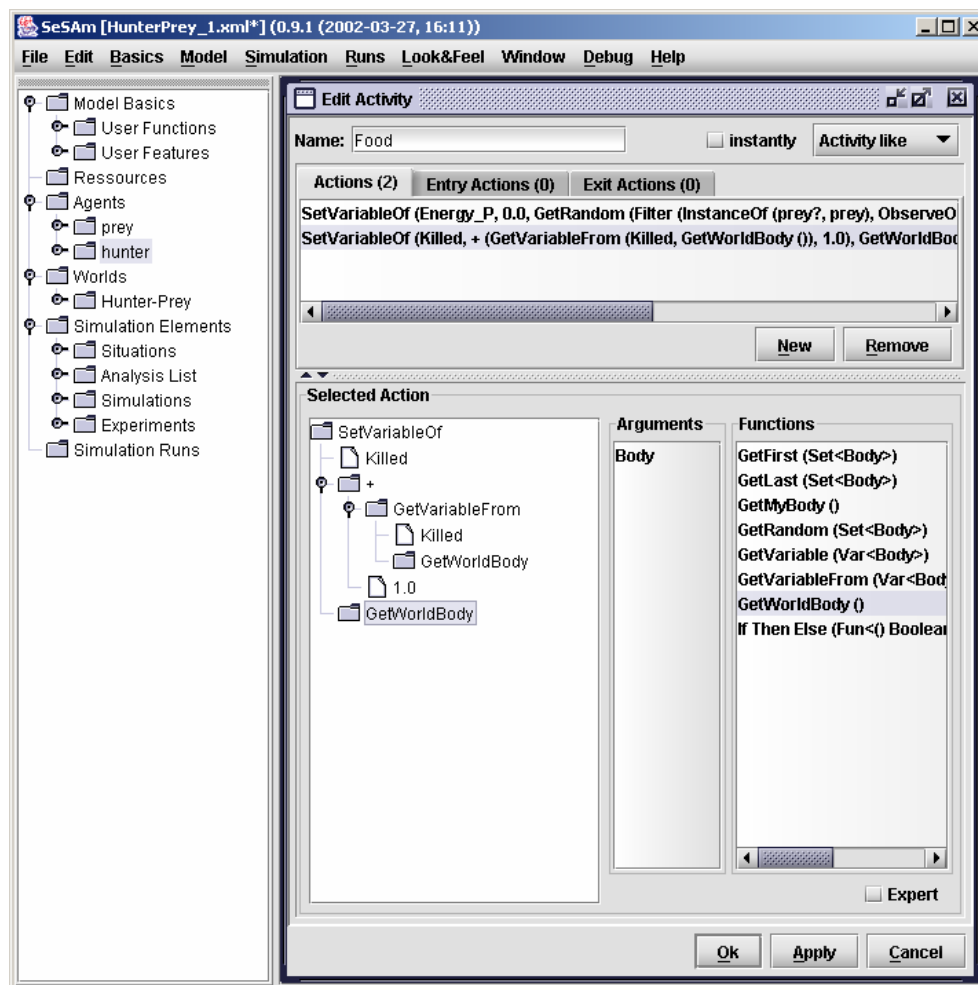 SeSAm [HunterPrey_1.xml*] (0.9.1 (2002-03-27, 16:11))
File Edit Basics Model Simulation Runs Look&Feel Window Debug Help
Model Basics
User Functions
User Features
Ressources
Agents
prey
hunter
Worlds
Hunter-Prey
Simulation Elements
Situations
Analysis List
Simulations
Experiments
Simulation Runs
Edit Activity
Name: Food instantly Activity like
Actions (2) Entry Actions (0) Exit Actions (0)
SetVariableOf (Energy_P, 0.0, GetRandom (Filter (InstanceOf (prey?, prey), ObserveO
SetVariableOf (Killed, + (GetVariableFrom (Killed, GetWorldBody ()), 1.0), GetWorldBod
New Remove
Selected Action
SetVariableOf
Killed
+
GetVariableFrom
Killed
GetWorldBody
1.0
GetWorldBody
Arguments
Body
Functions
GetFirst (Set<Body>)
GetLast (Set<Body>)
GetMyBody ()
GetRandom (Set<Body>)
GetVariable (Var<Body>)
GetVariableFrom (Var<Bod
GetWorldBody ()
If Then Else (Fun<() Boolear
Expert
Ok Apply Cancel